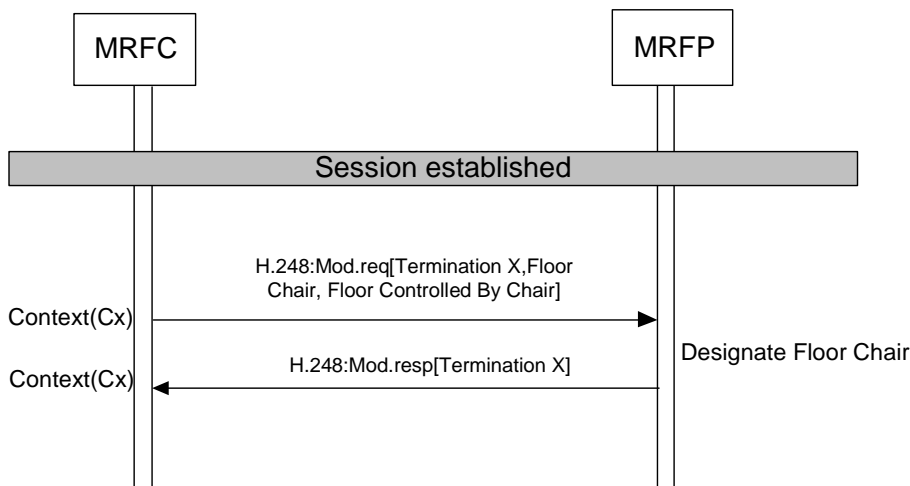 MRFC
MRFP
Session established
H.248:Mod.req[Termination X,Floor
Chair, Floor Controlled By Chair]
Context(Cx)
Designate Floor Chair
H.248:Mod.resp[Termination X]
Context(Cx)